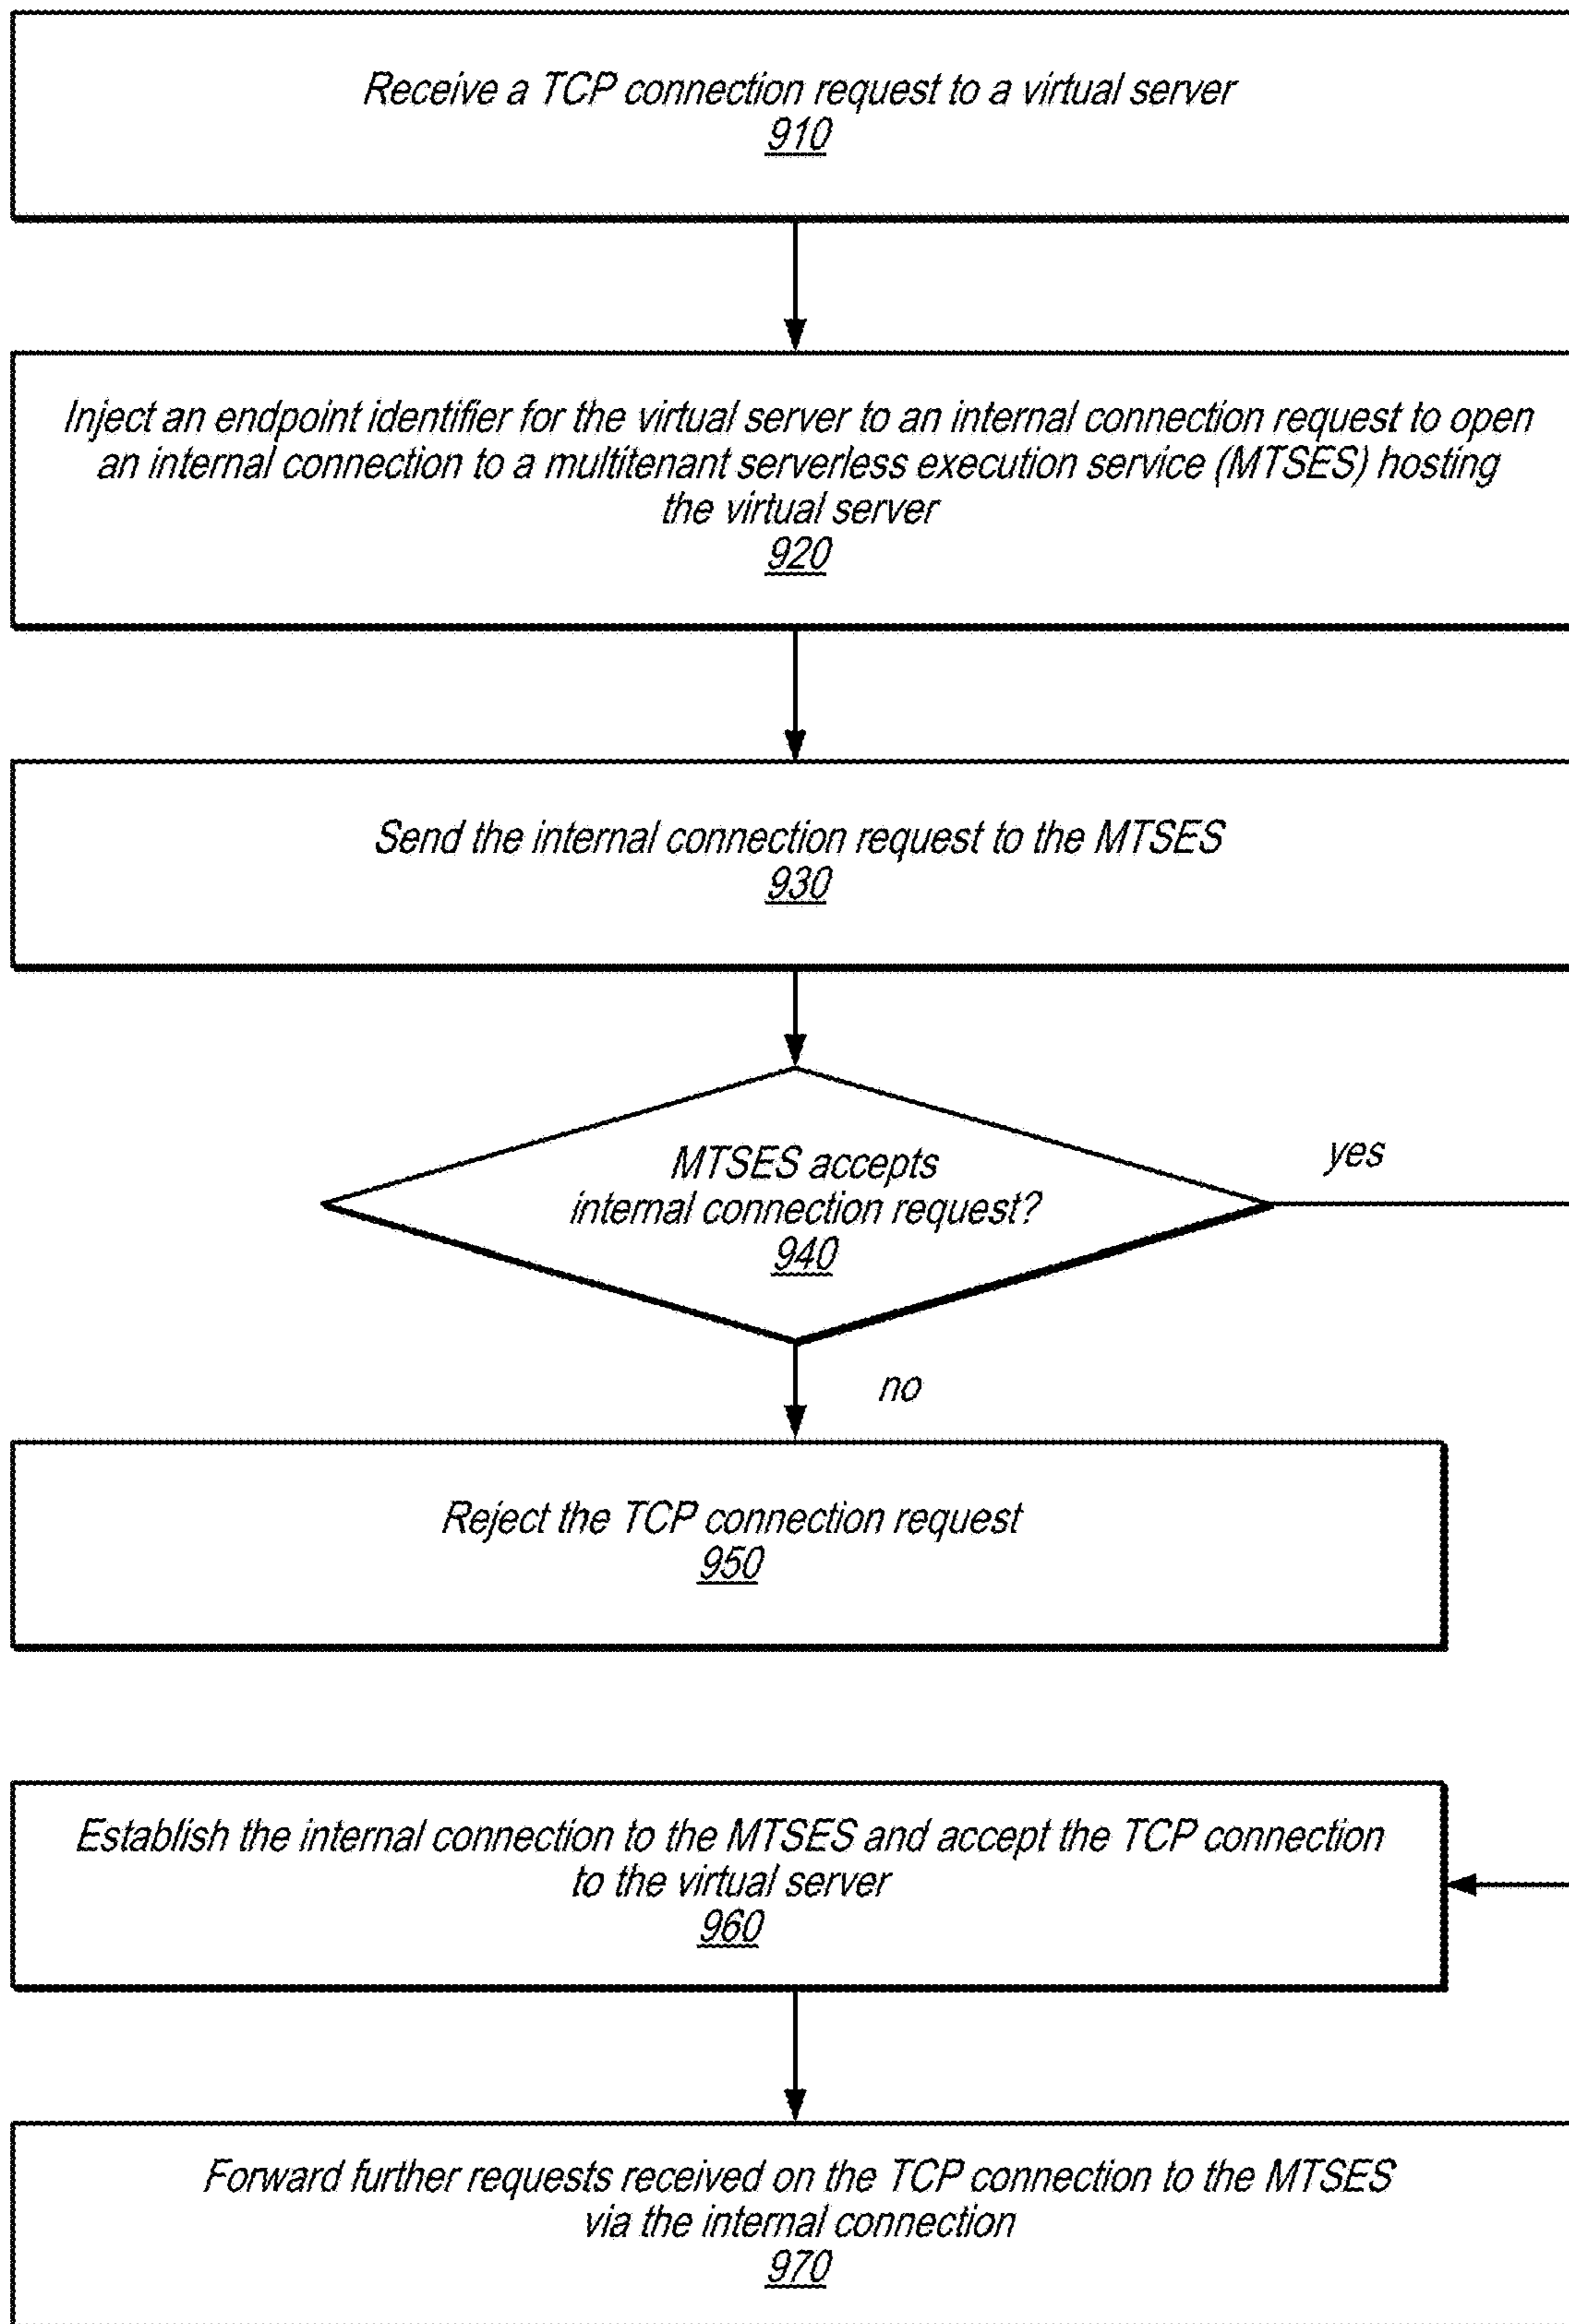 Receive a TCP connection request to a virtual server
910
Inject an endpoint identifier for the virtual server to an internal connection request to open
an internal connection to a multitenant serverless execution service (MTSES) hosting
the virtual server
920
Send the internal connection request to the MTSES
930
MTSES accepts
internal connection request?
940
yes
no
Reject the TCP connection request
950
Establish the internal connection to the MTSES and accept the TCP connection
to the virtual server
960
Forward further requests received on the TCP connection to the MTSES
via the internal connection
970